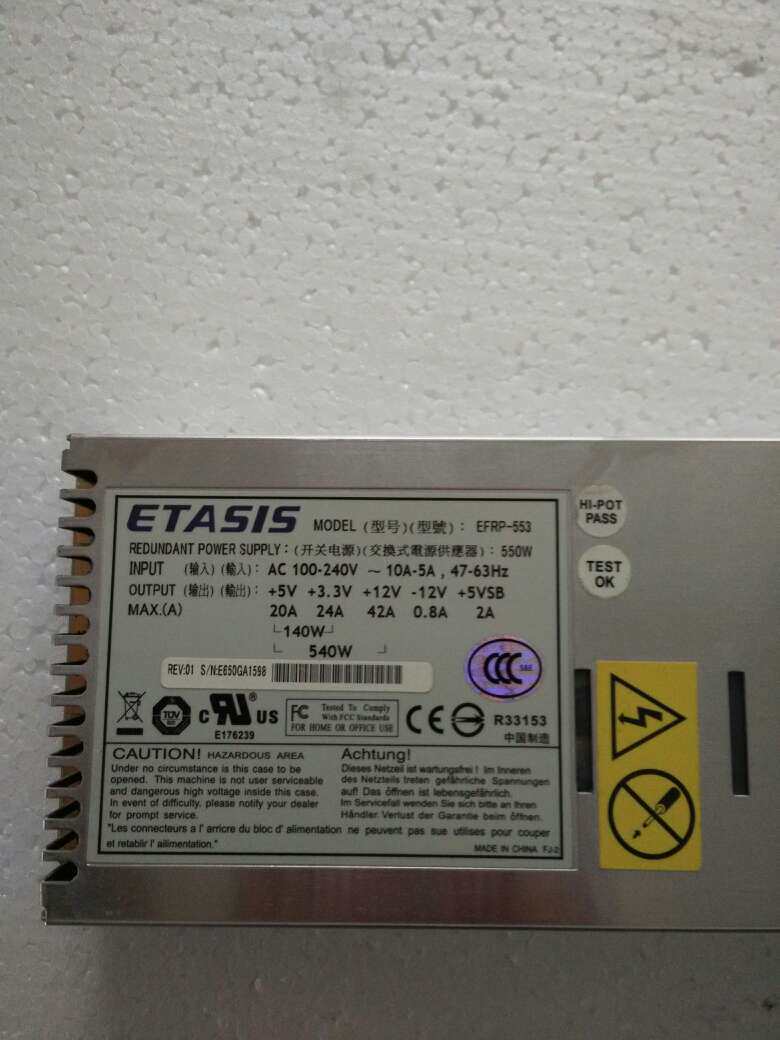 ETASIS MODEL (型号)(型號): EFRP-553
REDUNDANT POWER SUPPLY: (开关电源)(交換式電源供應器): 550W
INPUT (输入) (輸入): AC 100-240V ~ 10A-5A , 47-63Hz
OUTPUT (输出) (輸出): +5V +3.3V +12V -12V +5VSB
MAX.(A) 20A 24A 42A 0.8A 2A
140W
540W
REV:01 S/N:E650GA1598
CCC S&E
TUV
C UR ® US
E176239
FC Tested To Comply
With FCC Standards
FOR HOME OR OFFICE USE
CE
R33153
中国制造
CAUTION! HAZARDOUS AREA
Under no circumstance is this case to be
opened. This machine is not user serviceable
and dangerous high voltage inside this case.
In event of difficulty, please notify your dealer
for prompt service.
Achtung!
Dieses Netzeil ist wartungsfrei ! Im Inneren
des Netzteils treten gefährliche Spannungen
auf! Das öffnen ist lebensgefährlich.
Im Servicefall wenden Sie sich bitte an Ihren
Händler. Verlust der Garantie beim öffnen.
"Les connecteurs a l' arricre du bloc d' alimentation ne peuvent pas sue utilises pour couper
et retablir l' ailimentation."
MADE IN CHINA FJ-2
HI-POT
PASS
TEST
OK